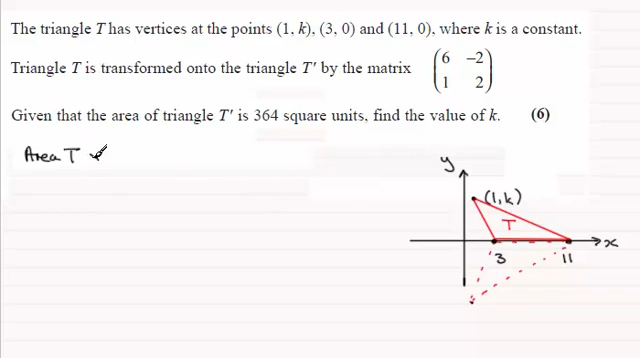 The triangle T has vertices at the points (1, k), (3, 0) and (11, 0), where k is a constant.
Triangle T is transformed onto the triangle T′ by the matrix (6 −2
1 2)
Given that the area of triangle T′ is 364 square units, find the value of k. (6)
Area T
y
(1,k)
T
x
3 11